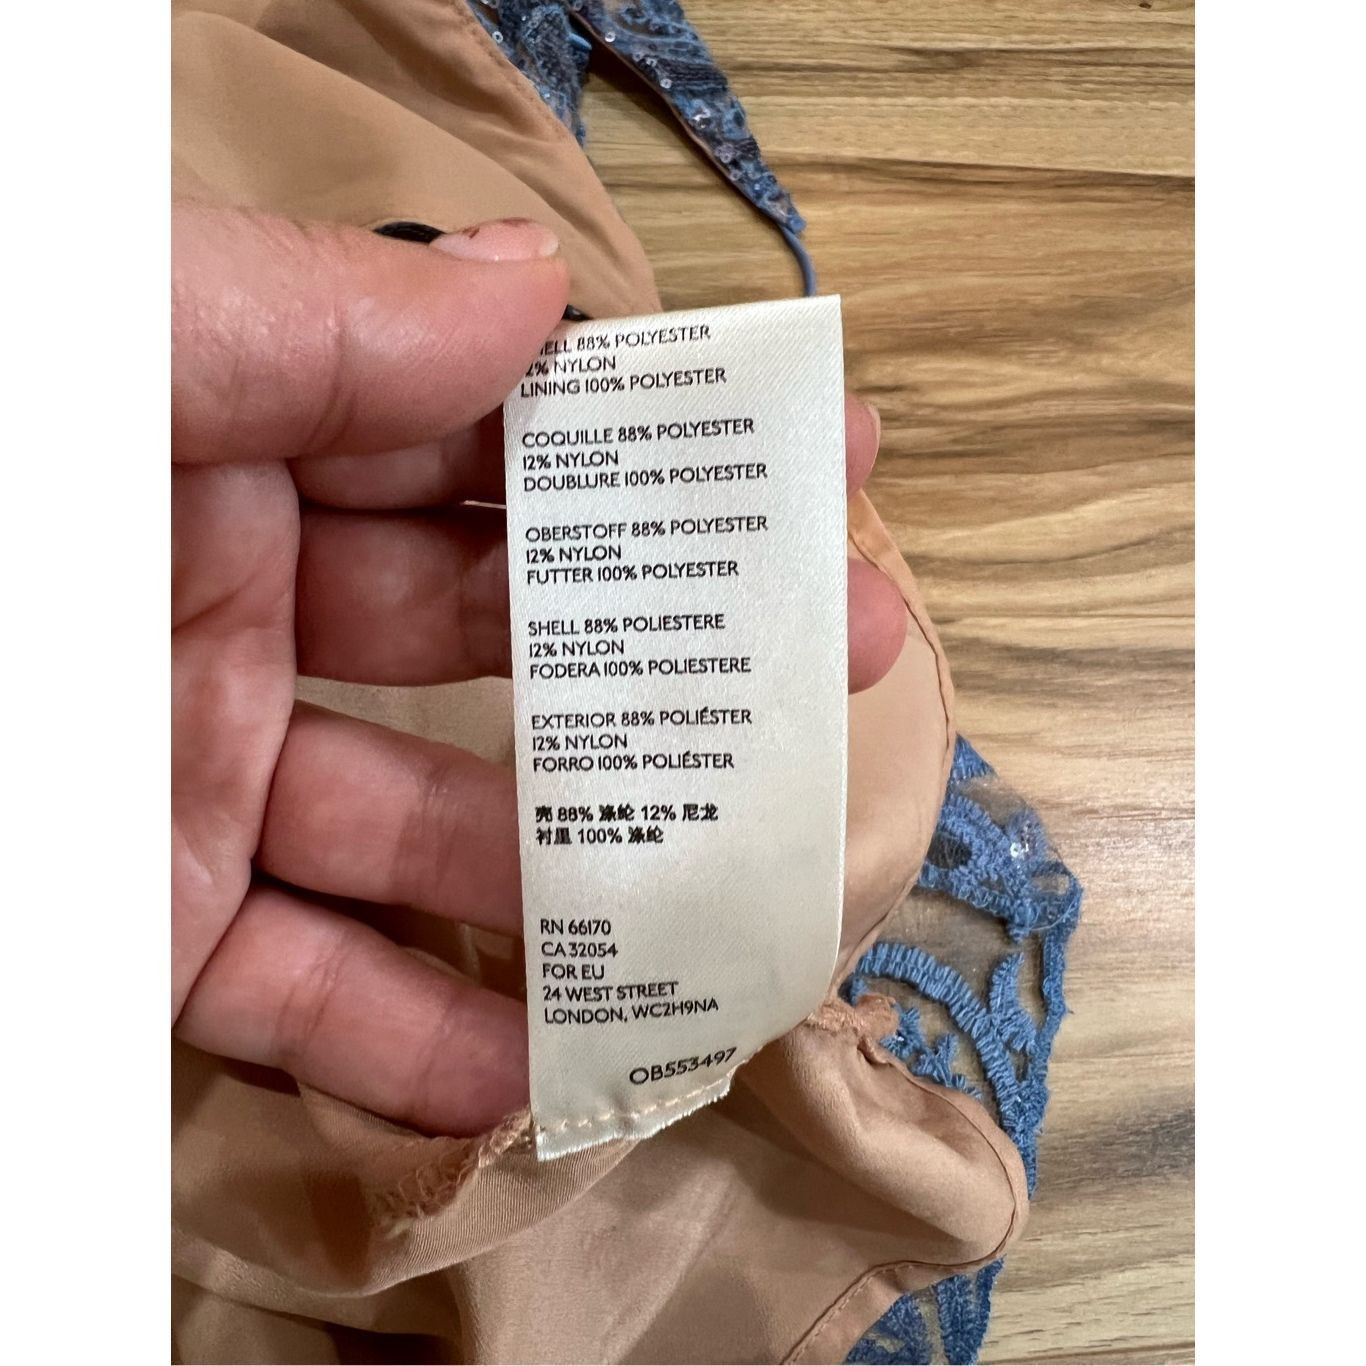 88% POLYESTER
NYLON
LINING 100% POLYESTER
COQUILLE 88% POLYESTER
12% NYLON
DOUBLURE 100% POLYESTER
OBERSTOFF 88% POLYESTER
12% NYLON
FUTTER 100% POLYESTER
SHELL 88% POLIESTERE
12% NYLON
FODERA 100% POLIESTERE
EXTERIOR 88% POLIÉSTER
12% NYLON
FORRO 100% POLIÉSTER
壳 88% 涤纶 12% 尼龙
衬里 100% 涤纶
RN 66170
CA 32054
FOR EU
24 WEST STREET
LONDON, WC2H9NA
OB553497